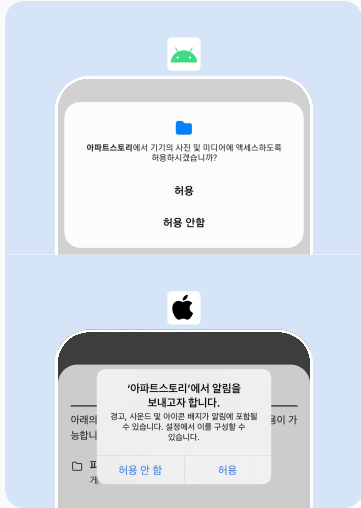 아파트스토리에서 기기의 사진 및 미디어에 액세스하도록
허용하시겠습니까?
허용
허용 안함
'아파트스토리'에서 알림을
보내고자 합니다.
경고, 사운드 및 아이콘 배지가 알림에 포함될
수 있습니다. 설정에서 이를 구성할 수
있습니다.
아래의
용이 가
능합니
허용 안 함
허용